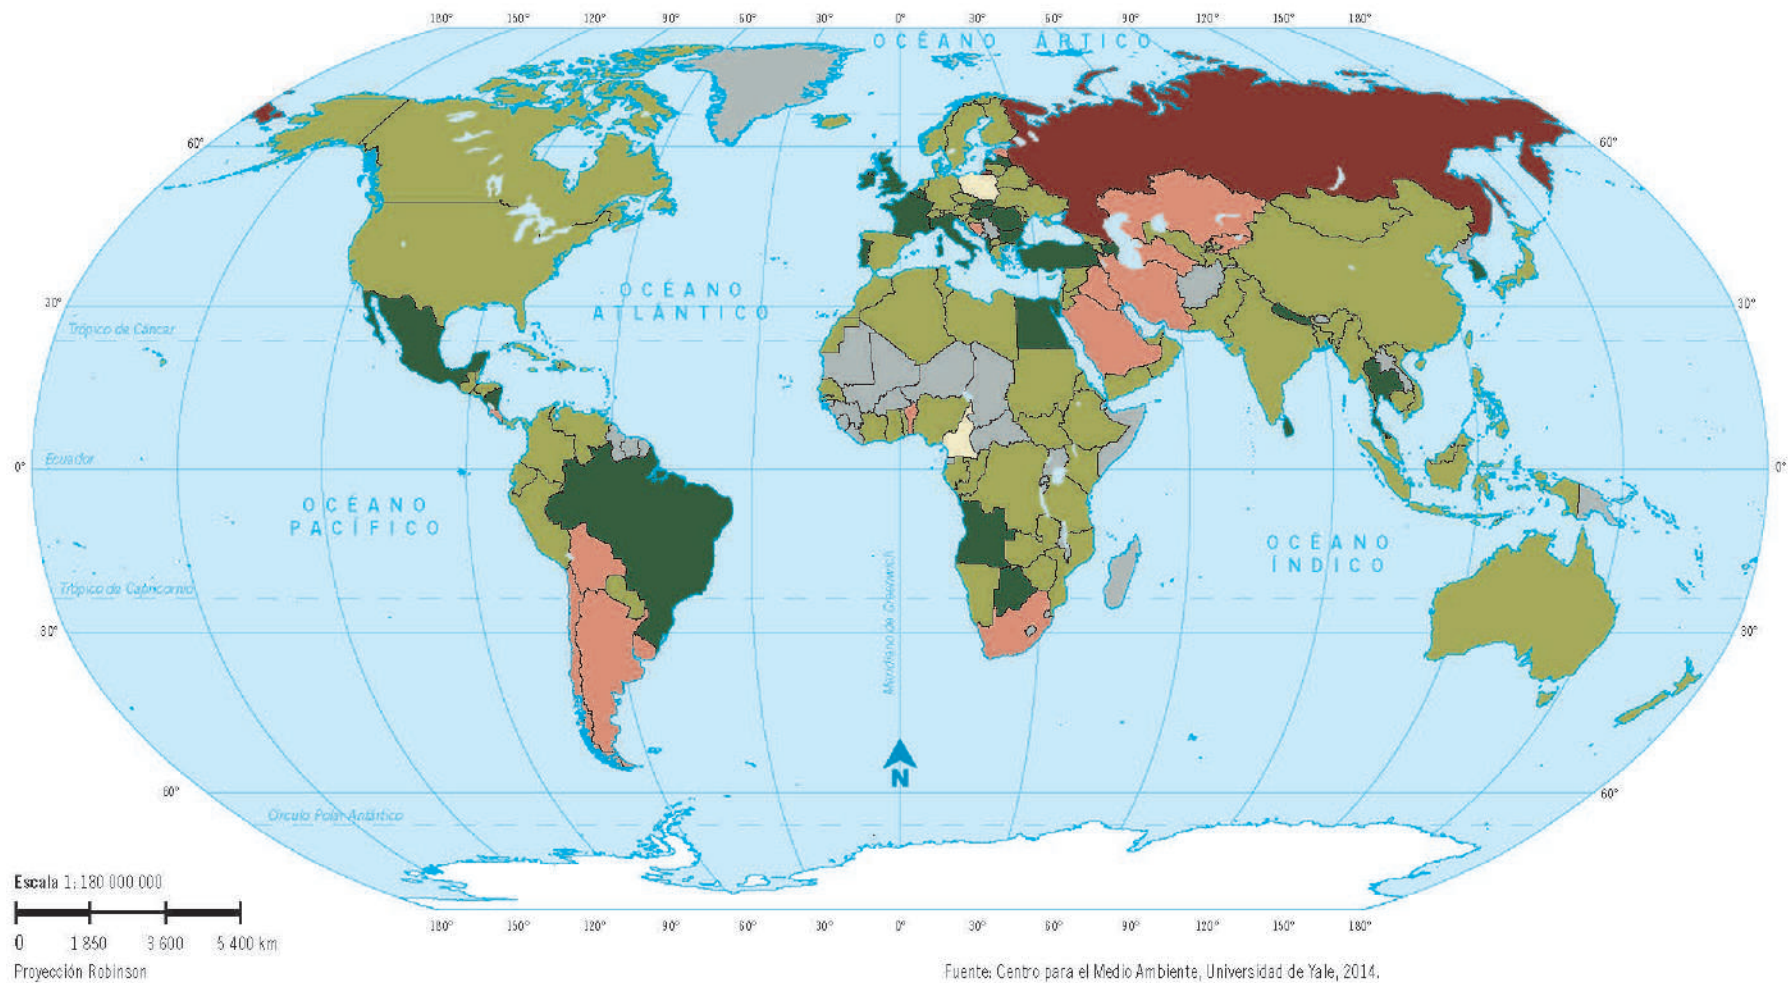 180° 150° 120° 90° 60° 30° 0° 30° 60° 90° 120° 150° 180°
OCÉANO ÁRTICO
60° 60°
OCÉANO
ATLÁNTICO
30° 30°
Trópico de Cáncer
Ecuador
0° 0°
OCÉANO
PACÍFICO
OCÉANO
ÍNDICO
Meridiano de Greenwich
Trópico de Capricornio
30° 30°
N
60° 60°
Círculo Polar Antártico
Escala 1:180 000 000
0 1 850 3 600 5 400 km
Proyección Robinson
180° 150° 120° 90° 60° 30° 0° 30° 60° 90° 120° 150° 180°
Fuente: Centro para el Medio Ambiente, Universidad de Yale, 2014.